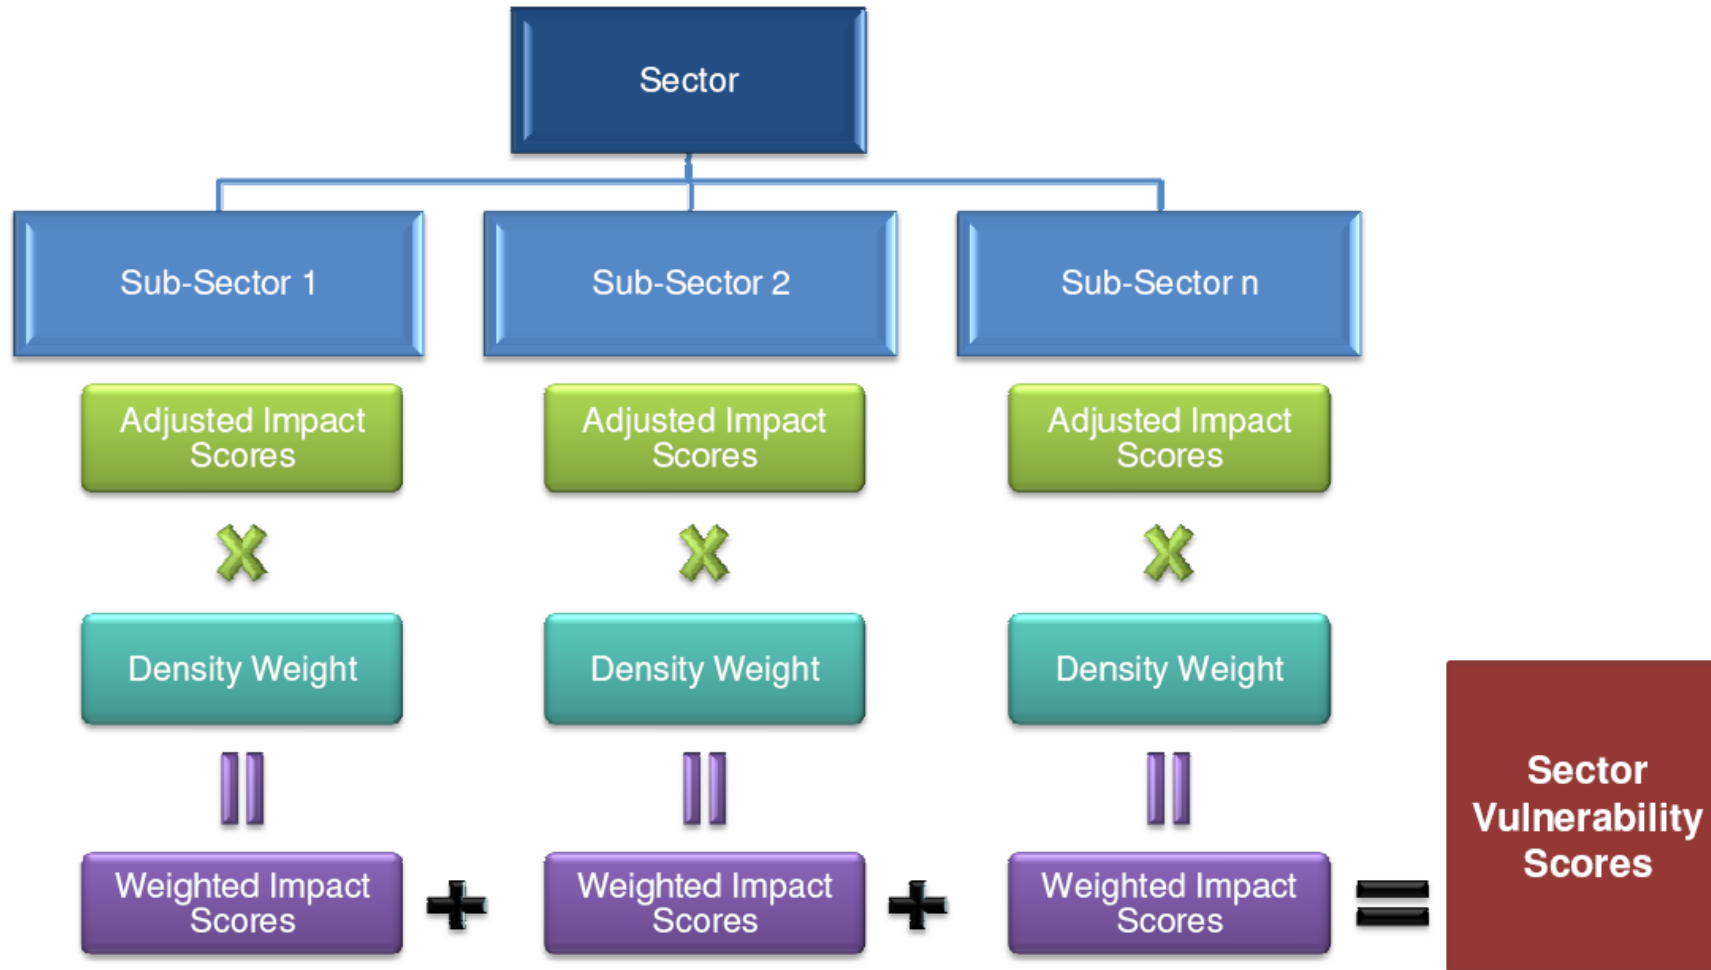 Sector
Sub-Sector 1
Sub-Sector 2
Sub-Sector n
Adjusted Impact
Scores
Adjusted Impact
Scores
Adjusted Impact
Scores
Density Weight
Density Weight
Density Weight
Weighted Impact
Scores
Weighted Impact
Scores
Weighted Impact
Scores
Sector
Vulnerability
Scores